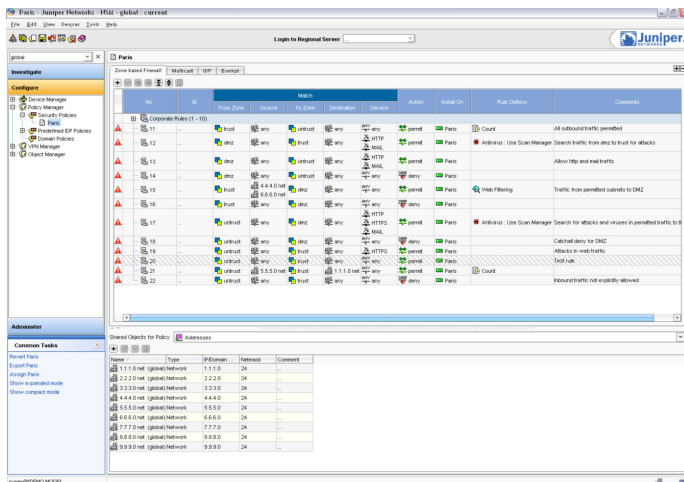 Paris - Juniper Networks - NSM - global : current
File Edit View Devices Tools Help
Login to Regional Server ...
Juniper
NETWORKS
global
Paris
Investigate
Zone based Firewall Multicast IDP Exempt
Configure
Device Manager
Policy Manager
Security Policies
Paris
Predefined IDP Policies
Domain Policies
VPN Manager
Object Manager
Match
No. ID From Zone Source To Zone Destination Service Action Install On Rule Options Comments
Corporate Rules (1 - 10)
11 ... trust any untrust any any permit Paris Count All outbound traffic permitted
12 ... dmz any trust any HTTP MAIL permit Paris Antivirus : Use Scan Manager Search traffic from dmz to trust for attacks
13 ... dmz any untrust any HTTP MAIL permit Paris Allow http and mail traffic
14 ... dmz any untrust any any deny Paris
15 ... trust 4.4.4.0 net 6.6.6.0 net dmz any any permit Paris Web Filtering Traffic from permitted subnets to DMZ
16 ... trust any dmz any any deny Paris
17 ... untrust any dmz any HTTP HTTPS MAIL permit Paris Antivirus : Use Scan Manager Search for attacks and viruses in permitted traffic to t
18 ... untrust any dmz any any deny Paris Catchall deny for DMZ
19 ... untrust any trust any HTTPS permit Paris Attacks in web traffic
20 ... untrust any trust any any permit Paris Test rule
21 ... untrust 5.5.5.0 net trust 1.1.1.0 net any permit Paris Count
22 ... untrust any trust any any deny Paris Inbound traffic not explicitly allowed
Administer
Common Tasks
Revert Paris
Export Paris
Assign Paris
Show expanded mode
Show compact mode
Shared Objects for Policy Addresses
Name Type IP/Domain ... Netmask Comment
1.1.1.0 net (global) Network 1.1.1.0 24 ...
2.2.2.0 net (global) Network 2.2.2.0 24 ...
3.3.3.0 net (global) Network 3.3.3.0 24 ...
4.4.4.0 net (global) Network 4.4.4.0 24 ...
5.5.5.0 net (global) Network 5.5.5.0 24 ...
6.6.6.0 net (global) Network 6.6.6.0 24 ...
7.7.7.0 net (global) Network 7.7.7.0 24 ...
8.8.8.0 net (global) Network 8.8.8.0 24 ...
9.9.9.0 net (global) Network 9.9.9.0 24 ...